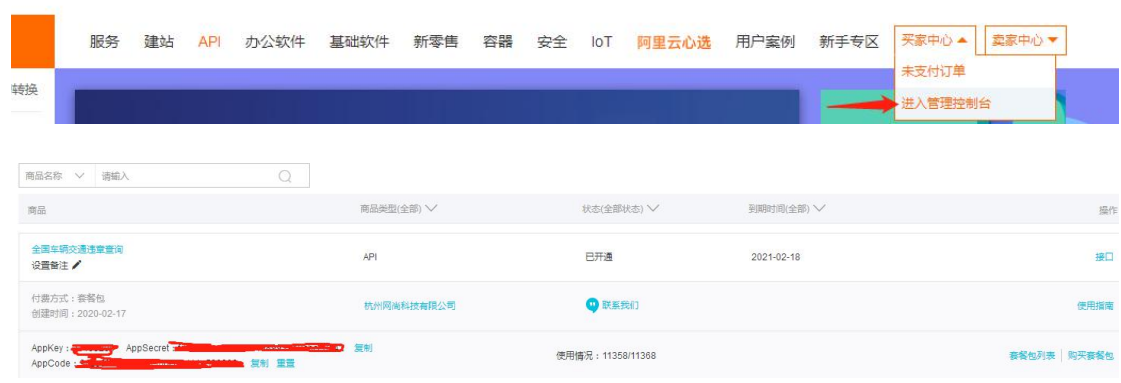 服务 建站 API 办公软件 基础软件 新零售 容器 安全 IoT 阿里云心选 用户案例 新手专区 买家中心 卖家中心
未支付订单
转换
进入管理控制台
商品名称 请输入
商品 商品类型(全部) 状态(全部状态) 到期时间(全部) 操作
全国车辆交通违章查询
设置备注
API 已开通 2021-02-18 接口
付费方式：套餐包
创建时间：2020-02-17
杭州网尚科技有限公司 联系我们 使用指南
AppKey： AppSecret 复制
AppCode： 复制 重置
使用情况：11358/11368 套餐包列表 购买套餐包